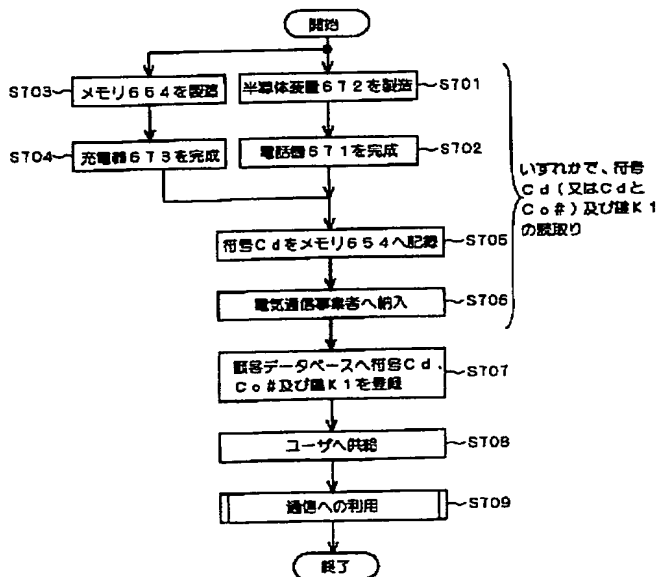 開始
S703 メモリ654を製造
半導体装置672を製造 S701
S704 充電器673を完成
電話器671を完成 S702
いずれかで、符号
Cd(又はCdと
Co#)及び鍵K1
の読取り
符号Cdをメモリ654へ記録 S705
電気通信事業者へ納入 S706
顧客データベースへ符号Cd、
Co#及び鍵K1を登録 S707
ユーザへ供給 S708
通信への利用 S709
終了